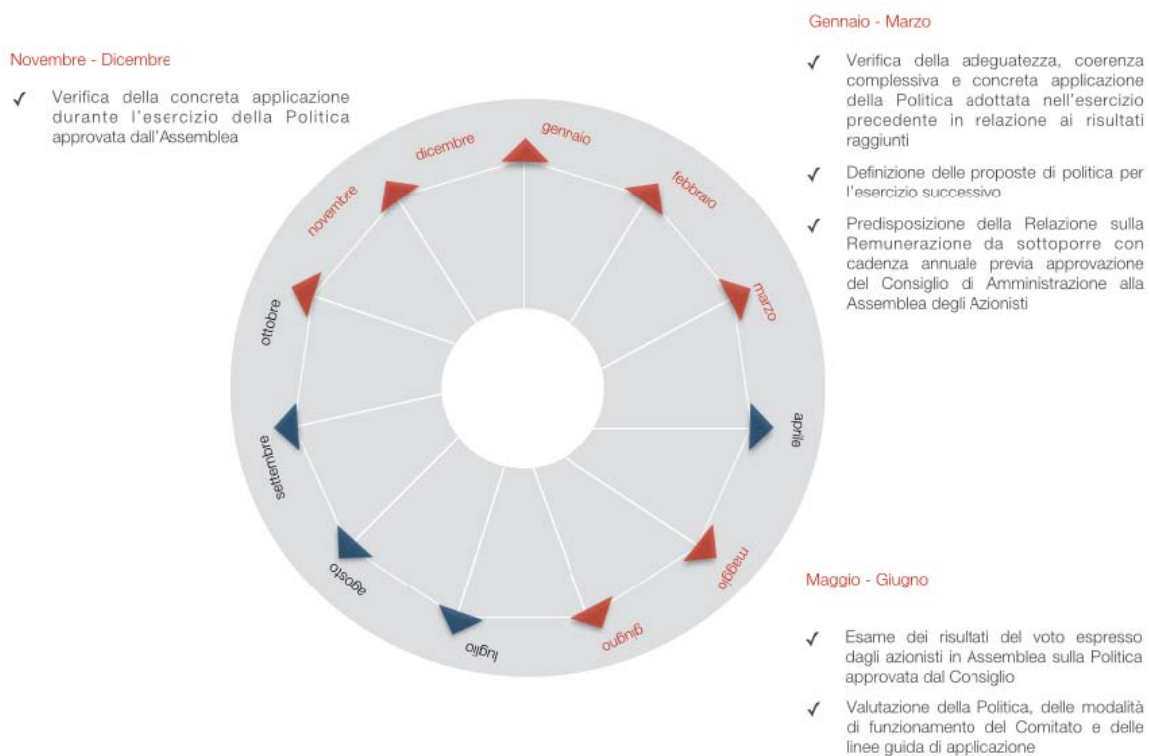 Novembre - Dicembre
✓ Verifica della concreta applicazione
durante l'esercizio della Politica
approvata dall'Assemblea
Gennaio - Marzo
✓ Verifica della adeguatezza, coerenza
complessiva e concreta applicazione
della Politica adottata nell'esercizio
precedente in relazione ai risultati
raggiunti
✓ Definizione delle proposte di politica per
l'esercizio successivo
✓ Predisposizione della Relazione sulla
Remunerazione da sottoporre con
cadenza annuale previa approvazione
del Consiglio di Amministrazione alla
Assemblea degli Azionisti
gennaio
febbraio
marzo
aprile
maggio
giugno
luglio
agosto
settembre
ottobre
novembre
dicembre
Maggio - Giugno
✓ Esame dei risultati del voto espresso
dagli azionisti in Assemblea sulla Politica
approvata dal Consiglio
✓ Valutazione della Politica, delle modalità
di funzionamento del Comitato e delle
linee guida di applicazione